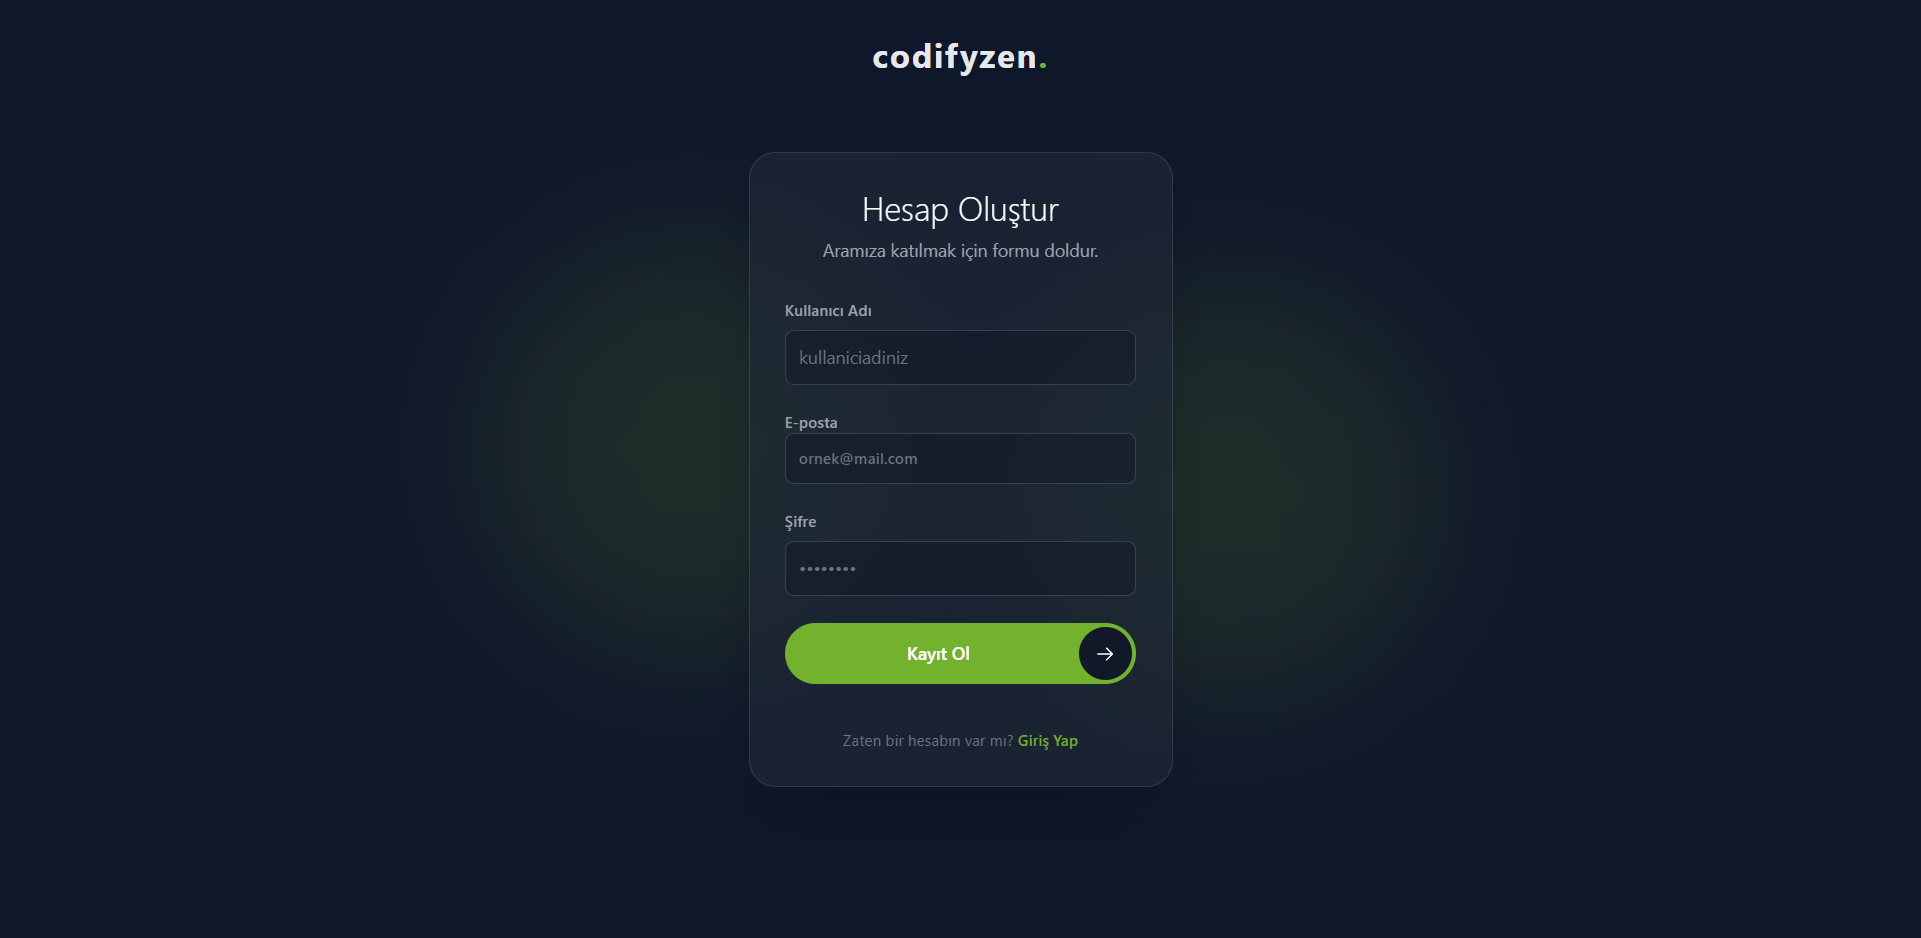 codifyzen.
Hesap Oluştur
Aramıza katılmak için formu doldur.
Kullanıcı Adı
kullaniciadiniz
E-posta
ornek@mail.com
Şifre
••••••••
Kayıt Ol
Zaten bir hesabın var mı? Giriş Yap